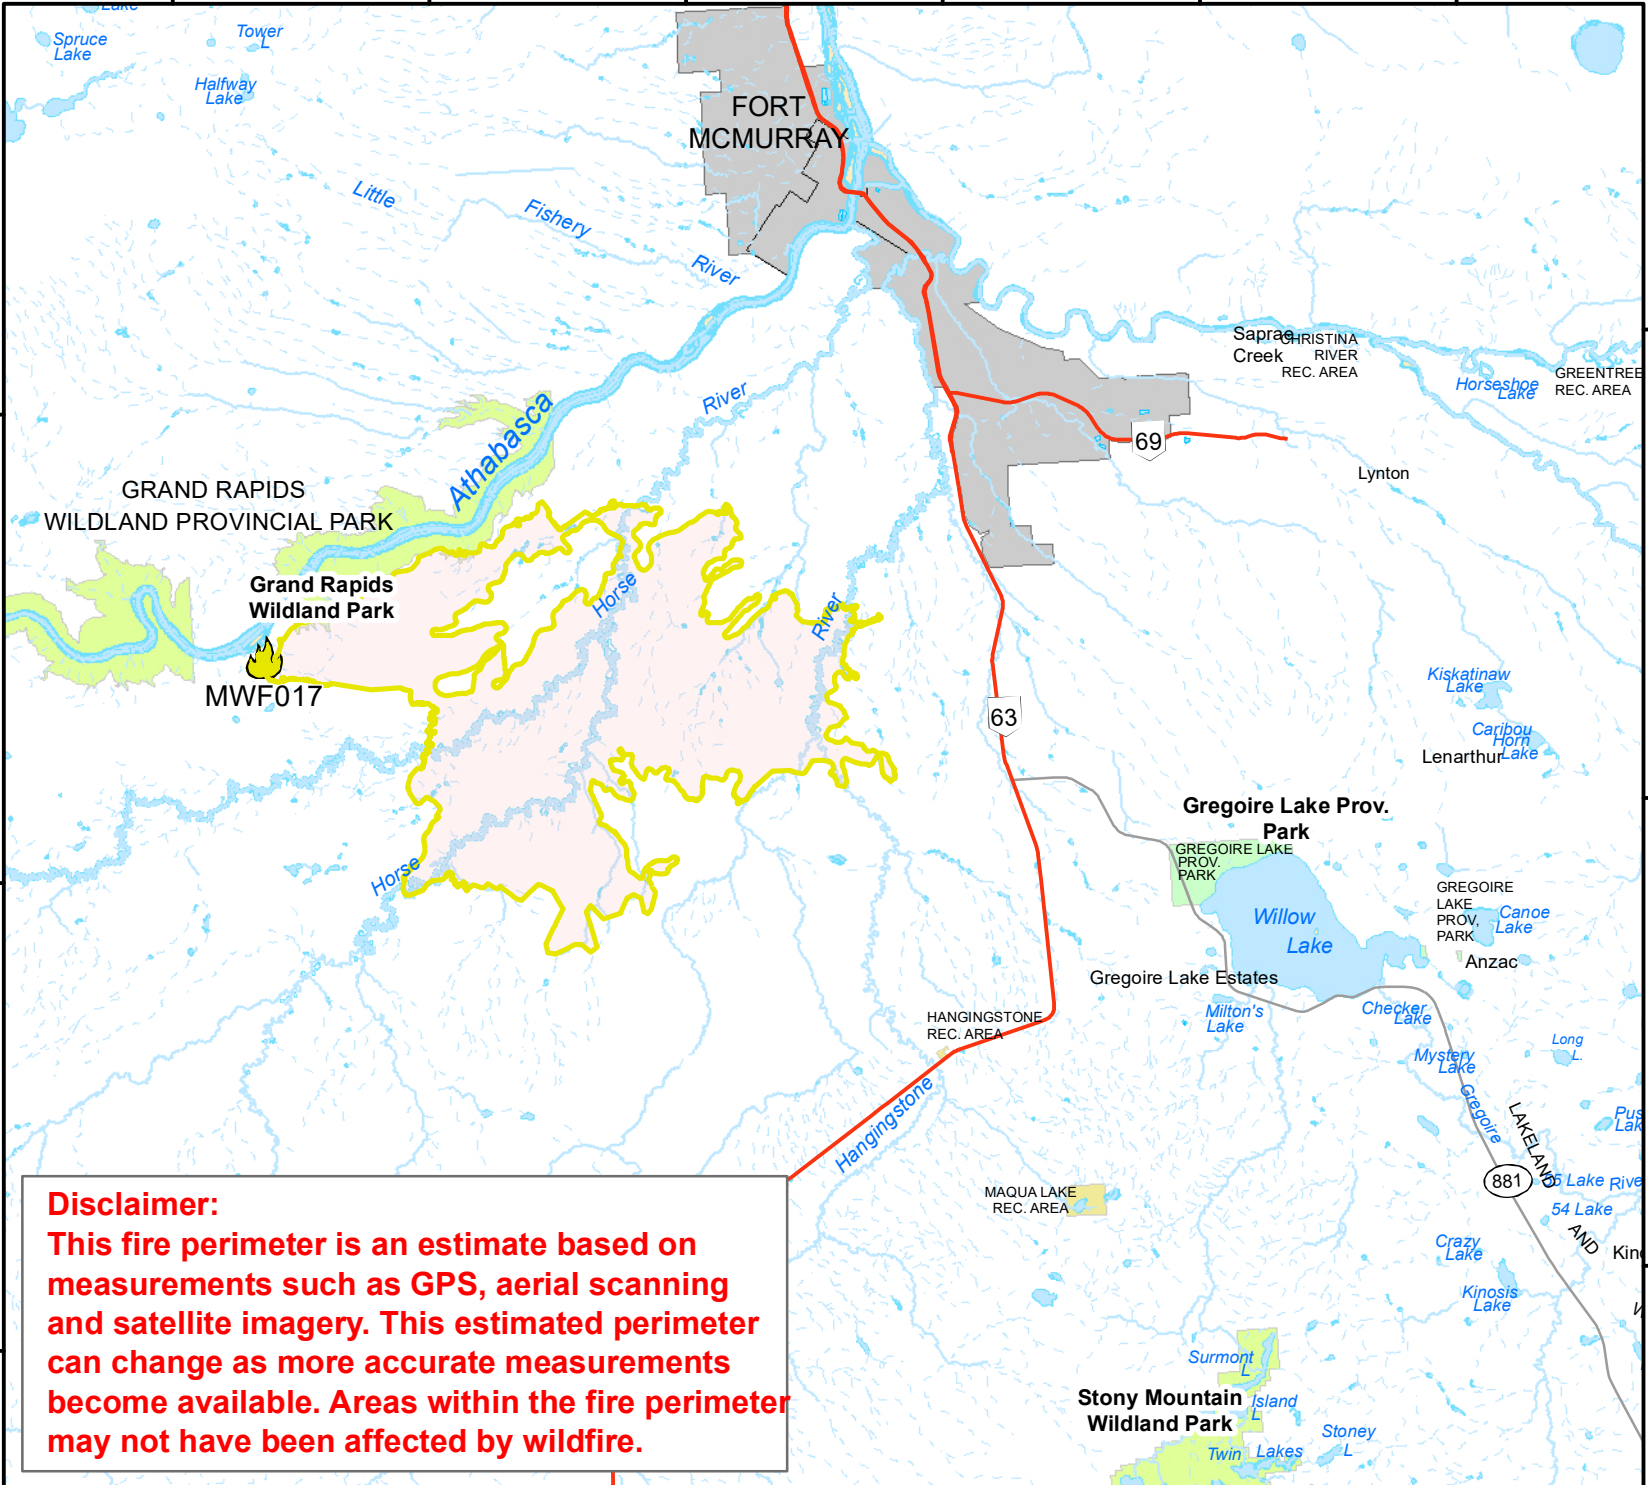 Lake
Spruce
Lake
Tower
L
Halfway
Lake
FORT
MCMURRAY
Little
Fishery
River
Saprae
Creek
CHRISTINA
RIVER
REC. AREA
GREENTREE
REC. AREA
Horseshoe
Lake
River
Athabasca
69
Lynton
GRAND RAPIDS
WILDLAND PROVINCIAL PARK
Grand Rapids
Wildland Park
Horse
River
MWF017
63
Kiskatinaw
Lake
Caribou
Horn
Lake
Lenarthur
Gregoire Lake Prov.
Park
GREGOIRE LAKE
PROV.
PARK
Horse
GREGOIRE
LAKE
PROV,
PARK
Canoe
Lake
Willow
Lake
Anzac
Gregoire Lake Estates
Milton's
Lake
Checker
Lake
HANGINGSTONE
REC. AREA
Long
L.
Mystery
Lake
Gregoire
Hangingstone
LAKELAND
Pus
Lak
881
55 Lake
Rive
54 Lake
MAQUA LAKE
REC. AREA
AND
Crazy
Lake
Kinosis
Lake
Disclaimer:
This fire perimeter is an estimate based on
measurements such as GPS, aerial scanning
and satellite imagery. This estimated perimeter
can change as more accurate measurements
become available. Areas within the fire perimeter
may not have been affected by wildfire.
Surmont
L
Stony Mountain
Wildland Park
Island
L
Stoney
L
Twin
Lakes